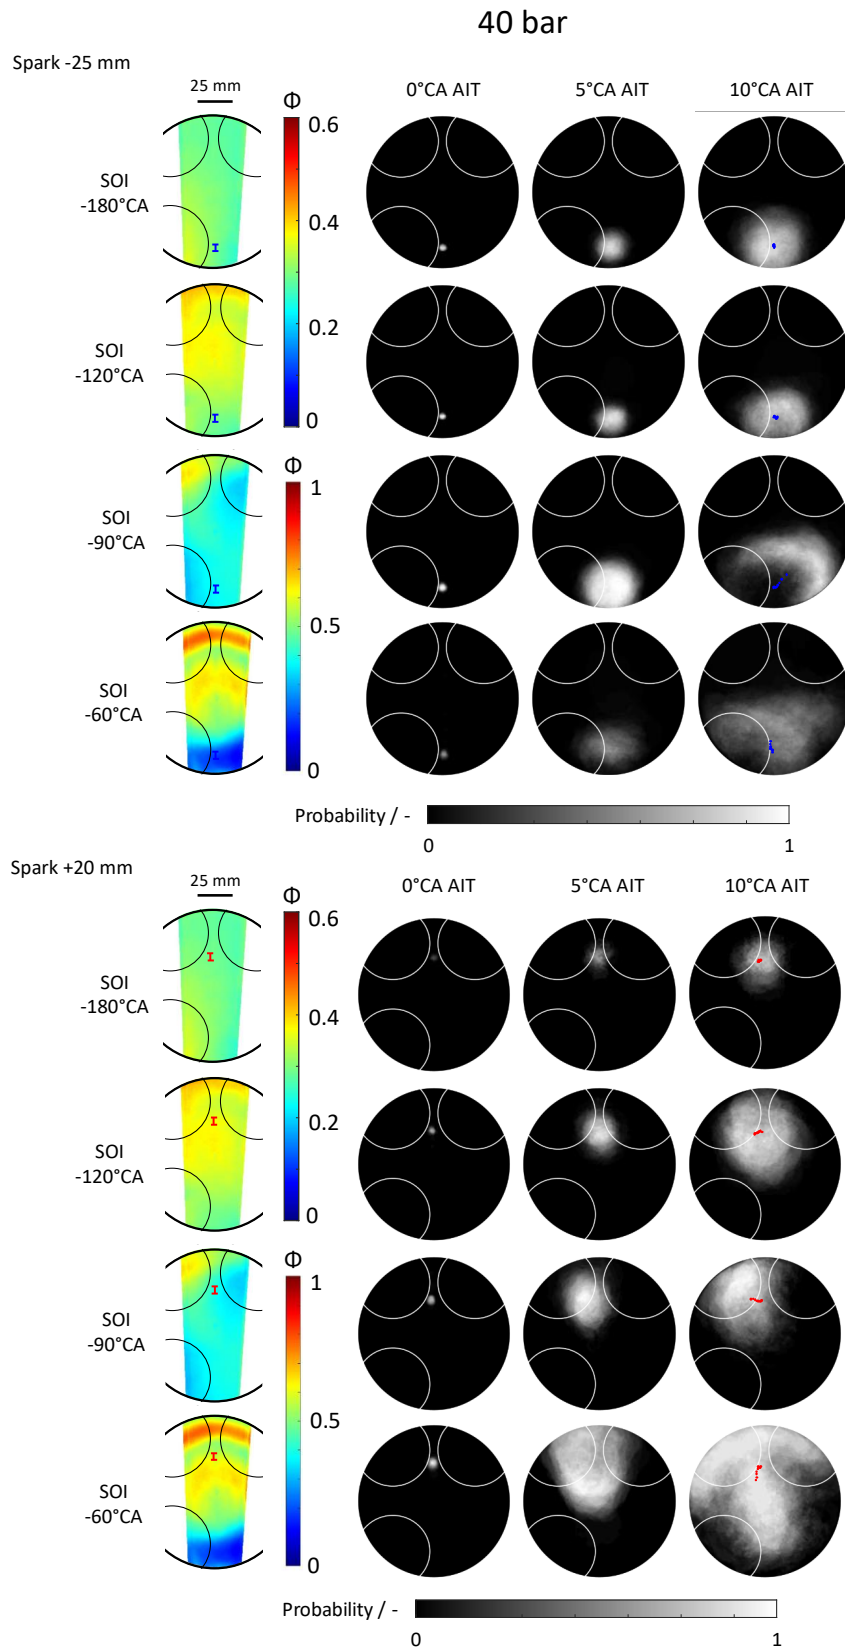 40 bar
Spark -25 mm
25 mm
Φ
0°CA AIT
5°CA AIT
10°CA AIT
0.6
SOI
-180°CA
0.4
0.2
SOI
-120°CA
0
Φ
1
SOI
-90°CA
0.5
SOI
-60°CA
0
Probability / -
0
1
Spark +20 mm
25 mm
Φ
0°CA AIT
5°CA AIT
10°CA AIT
0.6
SOI
-180°CA
0.4
0.2
SOI
-120°CA
0
Φ
1
SOI
-90°CA
0.5
SOI
-60°CA
0
Probability / -
0
1